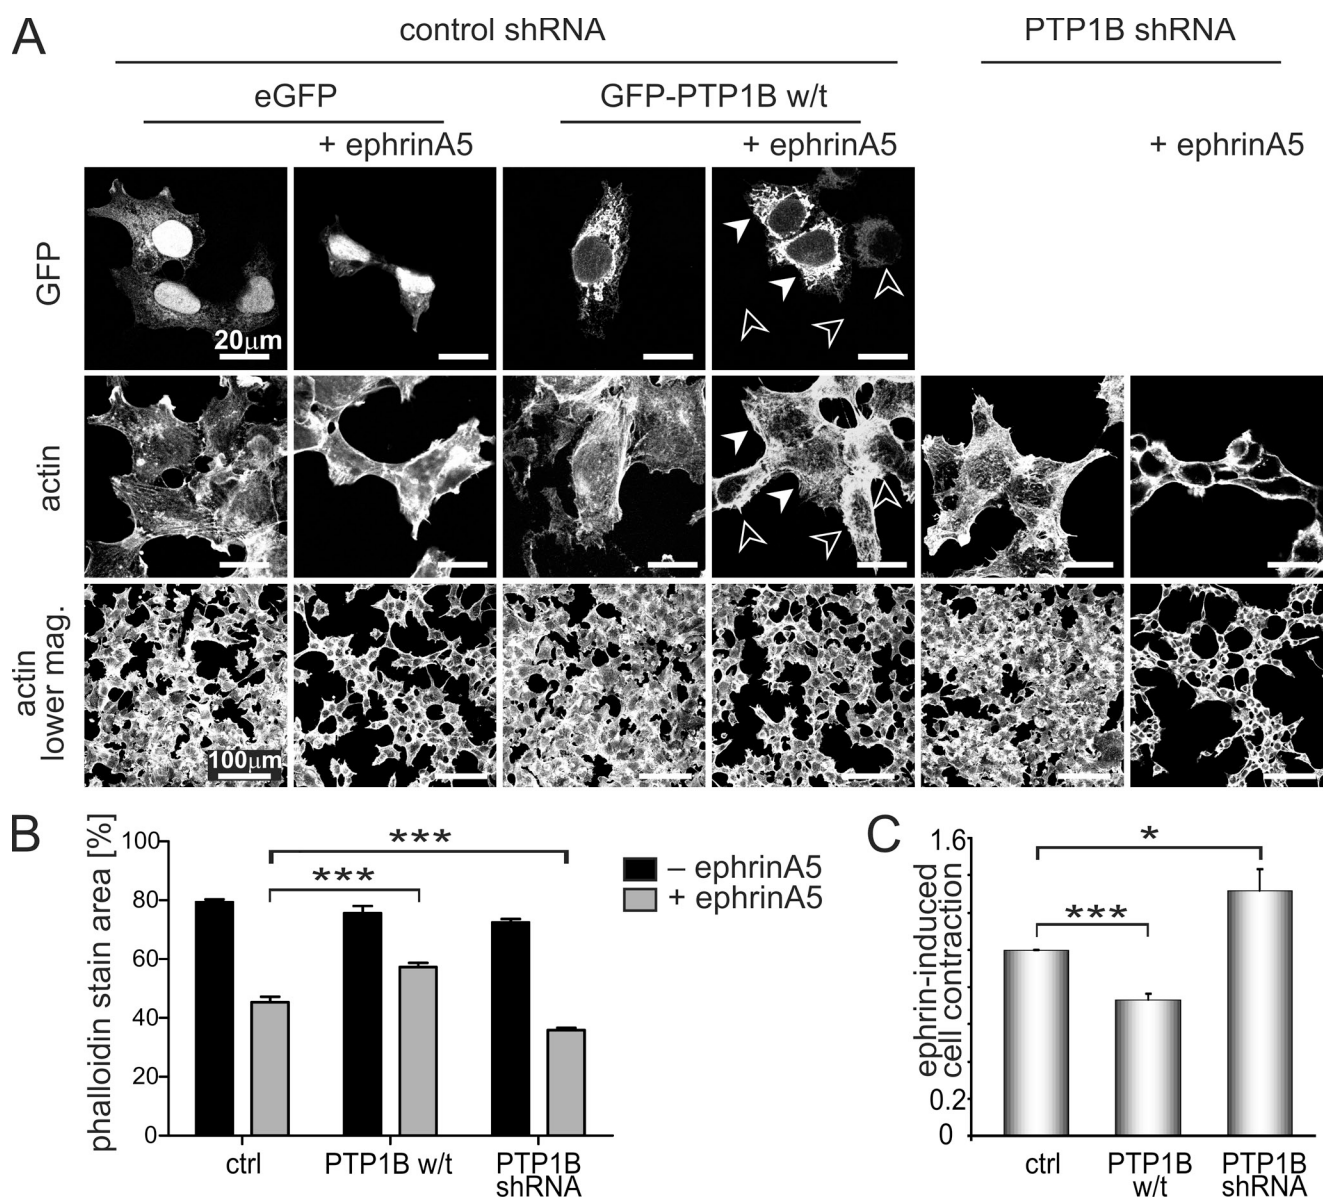 A
control shRNA
PTP1B shRNA
eGFP
GFP-PTP1B w/t
+ ephrinA5
+ ephrinA5
+ ephrinA5
GFP
20µm
actin
actin
lower mag.
100µm
B
phalloidin stain area [%]
100
80
60
40
20
0
***
***
– ephrinA5
+ ephrinA5
ctrl
PTP1B w/t
PTP1B
shRNA
C
ephrin-induced
cell contraction
1.6
0.2
0
*
***
ctrl
PTP1B
w/t
PTP1B
shRNA